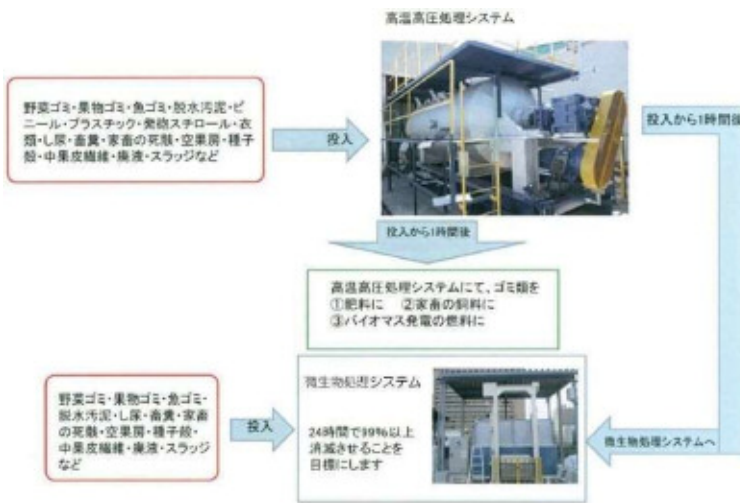 高温高圧処理システム
野菜ゴミ・果物ゴミ・魚ゴミ・脱水汚泥・ビ
ニール・プラスチック・発砲スチロール・衣
類・し尿・畜糞・家畜の死骸・空果房・種子
殻・中果皮繊維・廃液・スラッジなど
投入
投入から1時間後
投入から1時間後
高温高圧処理システムにて、ゴミ類を
①肥料に ②家畜の飼料に
③バイオマス発電の燃料に
野菜ゴミ・果物ゴミ・魚ゴミ・
脱水汚泥・し尿・畜糞・家畜
の死骸・空果房・種子殻・
中果皮繊維・廃液・スラッジ
など
投入
微生物処理システム
24時間で99%以上
消滅させることを
目標にします
微生物処理システムへ